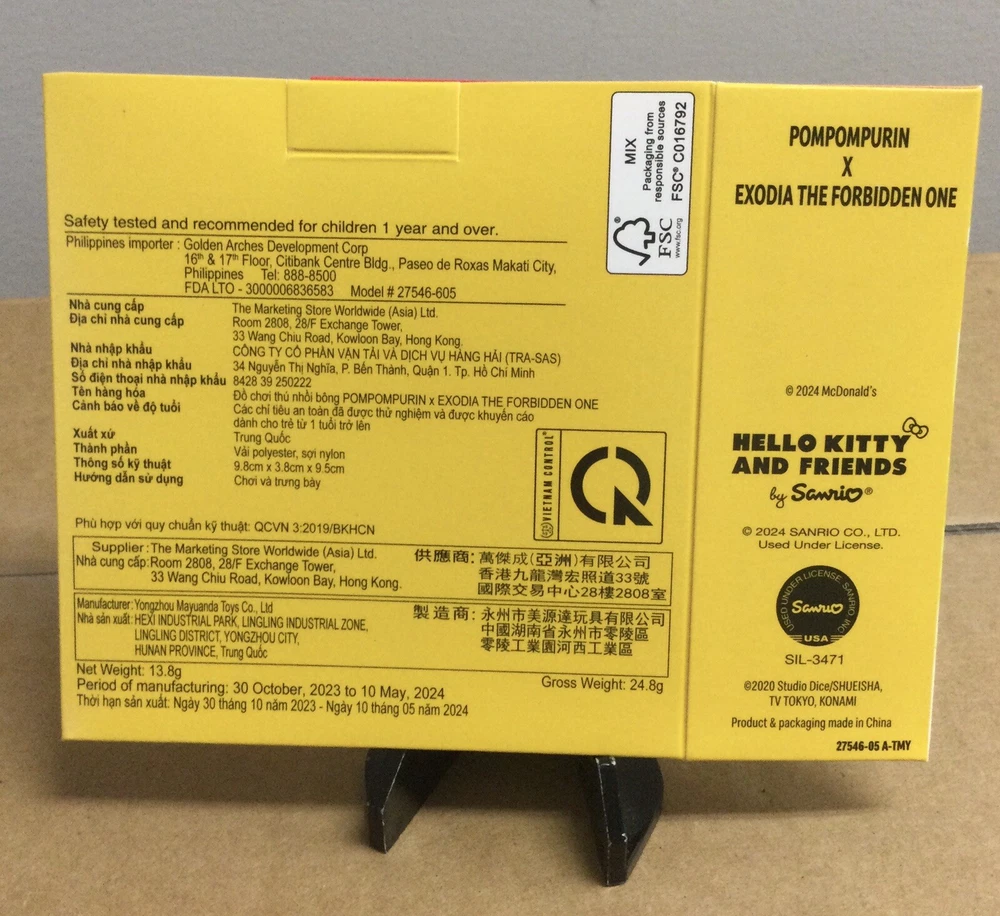 Safety tested and recommended for children 1 year and over.
Philippines importer : Golden Arches Development Corp
16th & 17th Floor, Citibank Centre Bldg., Paseo de Roxas Makati City,
Philippines Tel: 888-8500
FDA LTO - 3000006836583 Model # 27546-605
Nhà cung cấp The Marketing Store Worldwide (Asia) Ltd.
Địa chỉ nhà cung cấp Room 2808, 28/F Exchange Tower,
33 Wang Chiu Road, Kowloon Bay, Hong Kong.
Nhà nhập khẩu CÔNG TY CỔ PHẦN VẬN TẢI VÀ DỊCH VỤ HÀNG HẢI (TRA-SAS)
Địa chỉ nhà nhập khẩu 34 Nguyễn Thị Nghĩa, P. Bến Thành, Quận 1. Tp. Hồ Chí Minh
Số điện thoại nhà nhập khẩu 8428 39 250222
Tên hàng hóa Đồ chơi thú nhồi bông POMPOMPURIN x EXODIA THE FORBIDDEN ONE
Cảnh báo về độ tuổi Các chỉ tiêu an toàn đã được thử nghiệm và được khuyến cáo
dành cho trẻ từ 1 tuổi trở lên
Xuất xứ Trung Quốc
Thành phần Vải polyester, sợi nylon
Thông số kỹ thuật 9.8cm x 3.8cm x 9.5cm
Hướng dẫn sử dụng Chơi và trưng bày
VIETNAM CONTROL
Phù hợp với quy chuẩn kỹ thuật: QCVN 3:2019/BKHCN
Supplier : The Marketing Store Worldwide (Asia) Ltd.
Nhà cung cấp: Room 2808, 28/F Exchange Tower,
33 Wang Chiu Road, Kowloon Bay, Hong Kong.
供應商: 萬傑成(亞洲)有限公司
香港九龍灣宏照道33號
國際交易中心28樓2808室
Manufacturer: Yongzhou Mayuanda Toys Co., Ltd
Nhà sản xuất: HEXI INDUSTRIAL PARK, LINGLING INDUSTRIAL ZONE,
LINGLING DISTRICT, YONGZHOU CITY,
HUNAN PROVINCE, Trung Quốc
製造商: 永州市美源達玩具有限公司
中國湖南省永州市零陵區
零陵工業園河西工業區
Net Weight: 13.8g
Gross Weight: 24.8g
Period of manufacturing: 30 October, 2023 to 10 May, 2024
Thời hạn sản xuất: Ngày 30 tháng 10 năm 2023 - Ngày 10 tháng 05 năm 2024
FSC
www.fsc.org
MIX
Packaging from
responsible sources
FSC® C016792
POMPOMPURIN
X
EXODIA THE FORBIDDEN ONE
© 2024 McDonald's
HELLO KITTY
AND FRIENDS
by Sanrio®
© 2024 SANRIO CO., LTD.
Used Under License.
USED UNDER LICENSE SANRIO INC.
Sanrio
USA
SIL-3471
©2020 Studio Dice/SHUEISHA,
TV TOKYO, KONAMI
Product & packaging made in China
27546-05 A-TMY